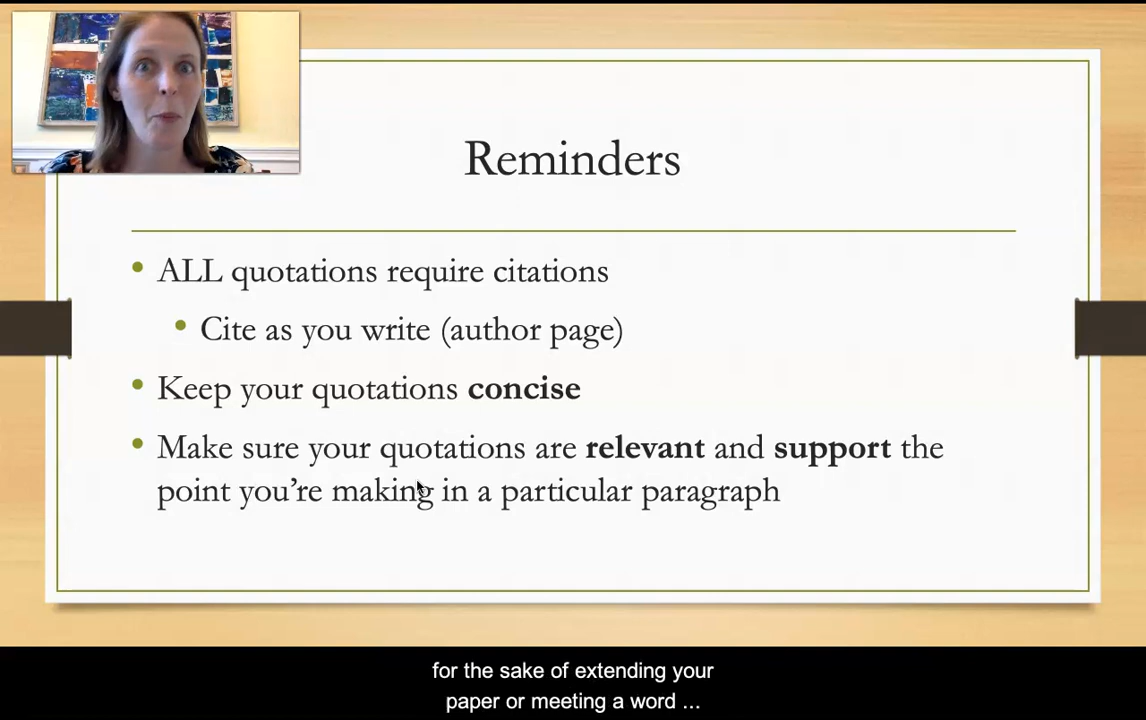 Reminders
ALL quotations require citations
Cite as you write (author page)
Keep your quotations concise
Make sure your quotations are relevant and support the
point you’re making in a particular paragraph
for the sake of extending your
paper or meeting a word ...